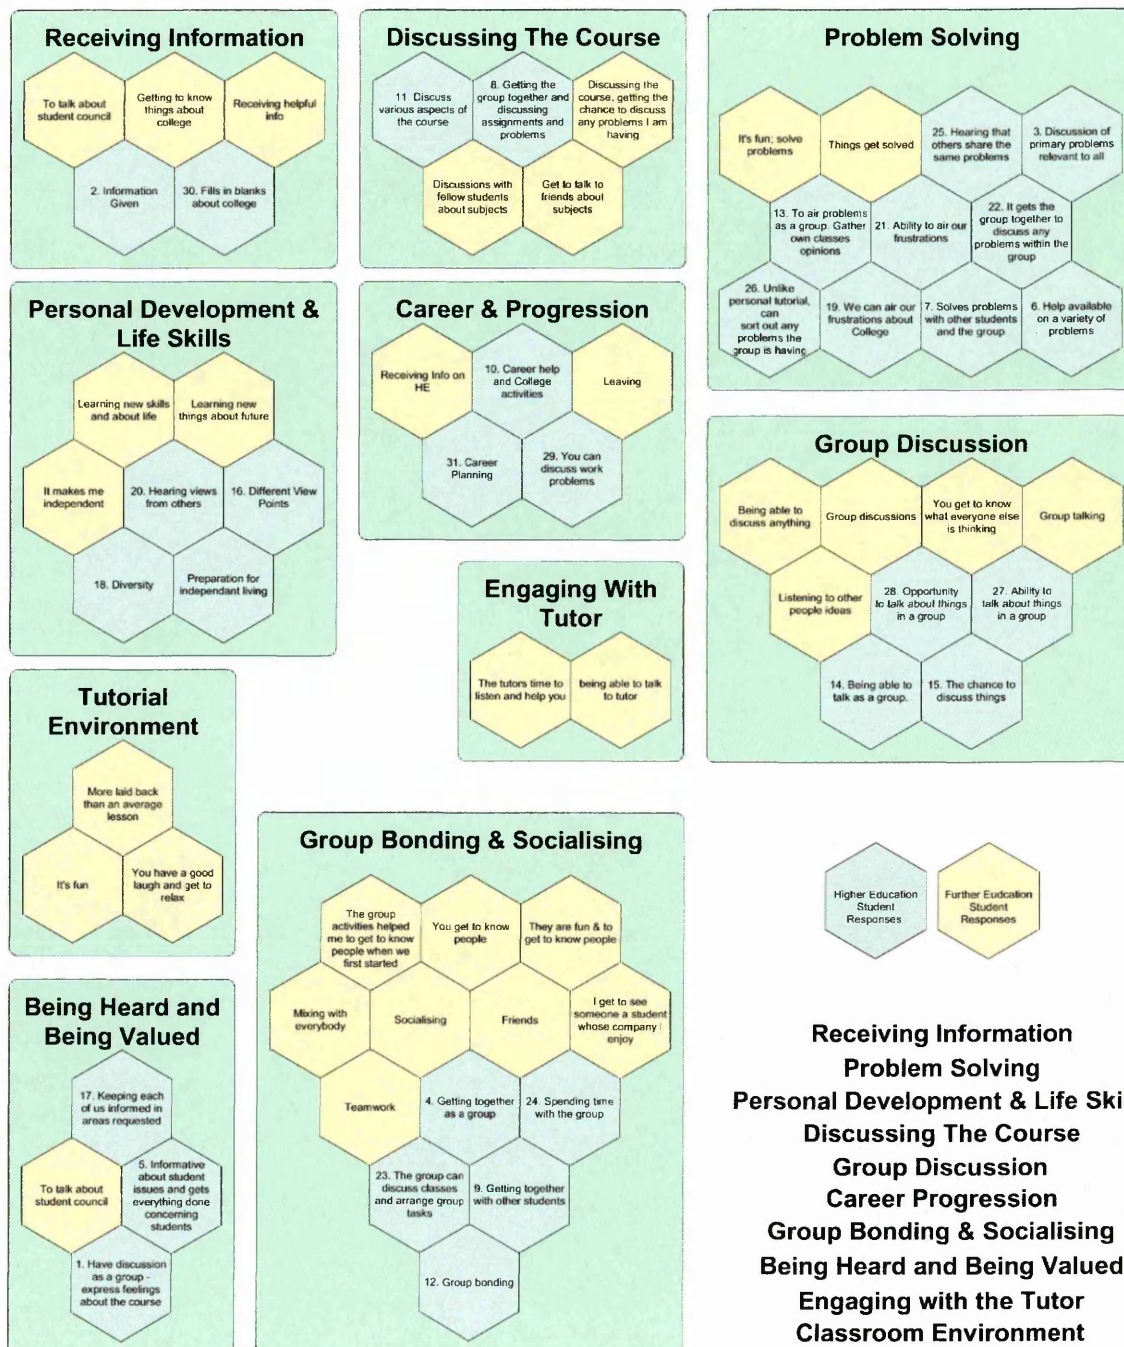 Receiving Information
To talk about
student council
Getting to know
things about
college
Receiving helpful
info
2. Information
Given
30. Fills in blanks
about college
Discussing The Course
11 Discuss
various aspects of
the course
8. Getting the
group together and
discussing
assignments and
problems
Discussing the
course, getting the
chance to discuss
any problems I am
having
Discussions with
fellow students
about subjects
Get to talk to
friends about
subjects
Problem Solving
It's fun; solve
problems
Things get solved
25. Hearing that
others share the
same problems
3. Discussion of
primary problems
relevant to all
13. To air problems
as a group. Gather
own classes
opinions
21. Ability to air our
frustrations
22. It gets the
group together to
discuss any
problems within the
group
26. Unlike
personal tutorial,
can
sort out any
problems the
group is having
19. We can air our
frustrations about
College
7. Solves problems
with other students
and the group
6. Help available
on a variety of
problems
Personal Development &
Life Skills
Learning new skills
and about life
Learning new
things about future
It makes me
independent
20. Hearing views
from others
16. Different View
Points
18. Diversity
Preparation for
independant living
Career & Progression
Receiving Info on
HE
10. Career help
and College
activities
Leaving
31. Career
Planning
29. You can
discuss work
problems
Group Discussion
Being able to
discuss anything
Group discussions
You get to know
what everyone else
is thinking
Group talking
Listening to other
people ideas
28. Opportunity
to talk about things
in a group
27. Ability to
talk about things
in a group
14. Being able to
talk as a group.
15. The chance to
discuss things
Engaging With
Tutor
The tutors time to
listen and help you
being able to talk
to tutor
Tutorial
Environment
More laid back
than an average
lesson
It's fun
You have a good
laugh and get to
relax
Group Bonding & Socialising
The group
activities helped
me to get to know
people when we
first started
You get to know
people
They are fun & to
get to know people
Mixing with
everybody
Socialising
Friends
I get to see
someone a student
whose company I
enjoy
Teamwork
4. Getting together
as a group
24. Spending time
with the group
23. The group can
discuss classes
and arrange group
tasks
9. Getting together
with other students
12. Group bonding
Being Heard and
Being Valued
17. Keeping each
of us informed in
areas requested
To talk about
student council
5. Informative
about student
issues and gets
everything done
concerning
students
1. Have discussion
as a group -
express feelings
about the course
Higher Education
Student
Responses
Further Eudcation
Student
Responses
Receiving Information
Problem Solving
Personal Development & Life Ski
Discussing The Course
Group Discussion
Career Progression
Group Bonding & Socialising
Being Heard and Being Valued
Engaging with the Tutor
Classroom Environment